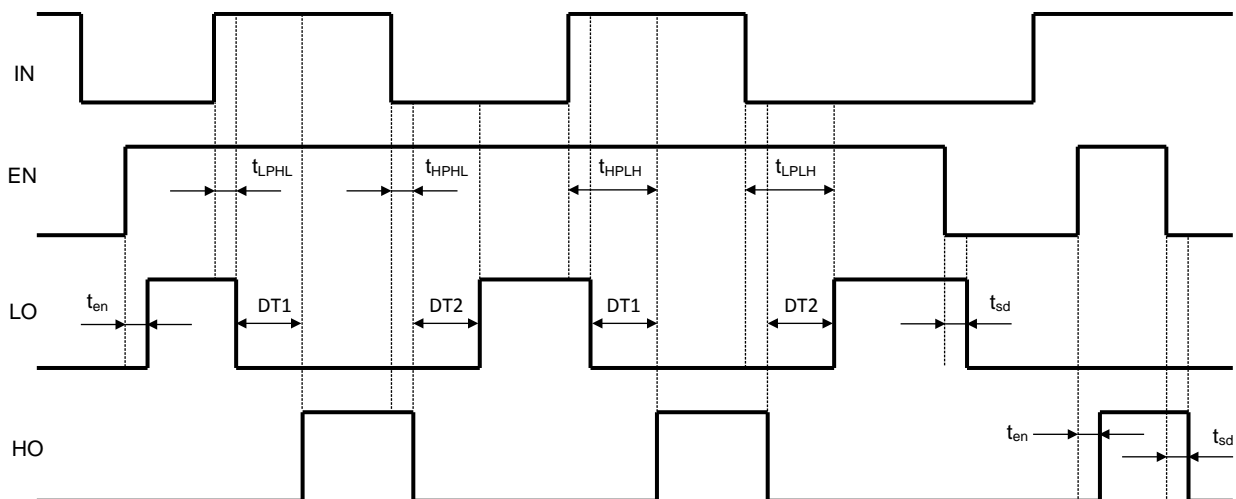 IN
EN
tLPHL
tHPHL
tHPLH
tLPLH
LO
ten
DT1
DT2
DT1
DT2
tsd
HO
ten
tsd